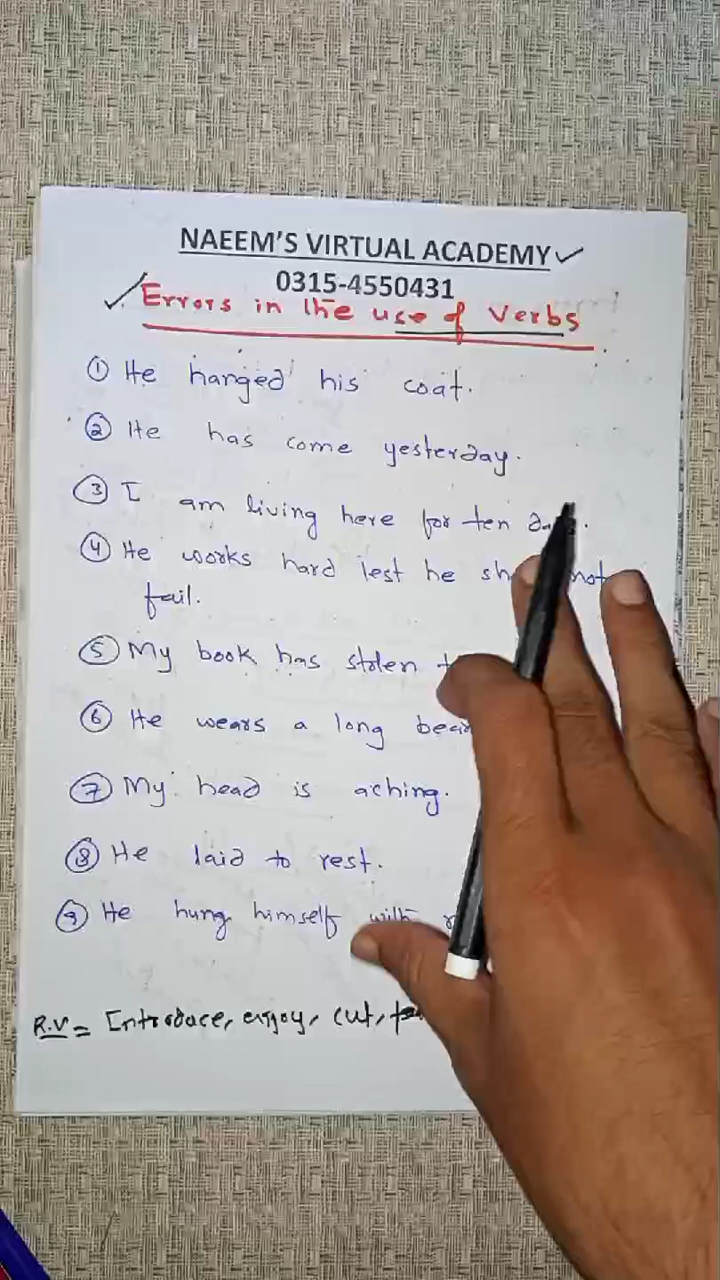 NAEEM'S VIRTUAL ACADEMY
0315-4550431
Errors in the use of Verbs
① He hanged his coat.
② He has come yesterday.
③ I am living here for ten
④ He works hard lest he not
fail.
⑤ My book has stolen
⑥ He wears a long
⑦ My head is aching.
⑧ He laid to rest.
⑨ He hung himself with
R.V = Introduce, enjoy, cut,